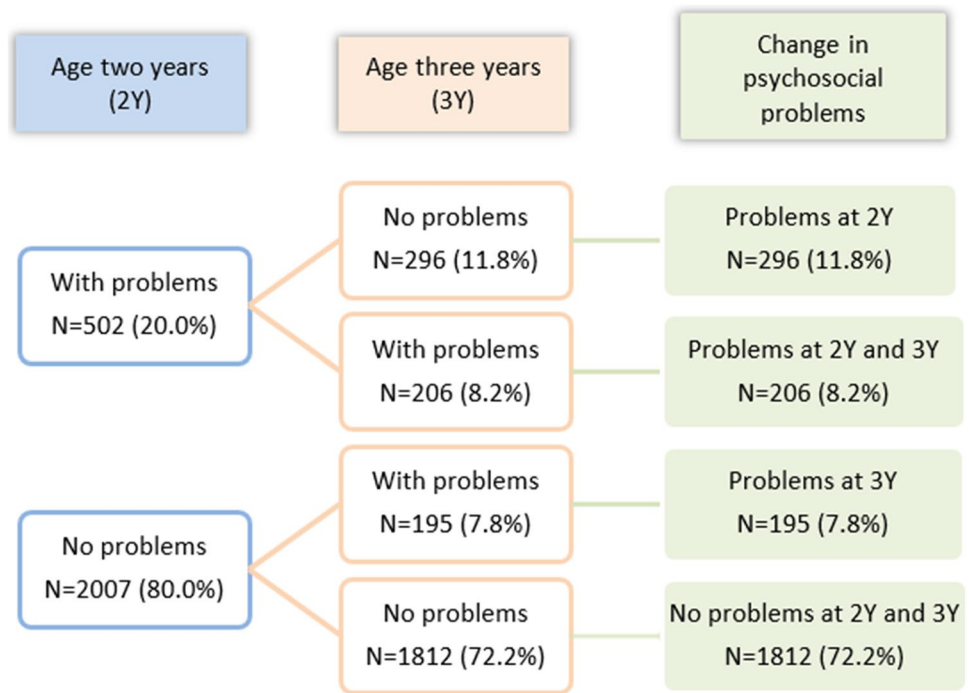 Age two years
(2Y)
Age three years
(3Y)
Change in
psychosocial
problems
With problems
N=502 (20.0%)
No problems
N=296 (11.8%)
Problems at 2Y
N=296 (11.8%)
With problems
N=206 (8.2%)
Problems at 2Y and 3Y
N=206 (8.2%)
No problems
N=2007 (80.0%)
With problems
N=195 (7.8%)
Problems at 3Y
N=195 (7.8%)
No problems
N=1812 (72.2%)
No problems at 2Y and 3Y
N=1812 (72.2%)